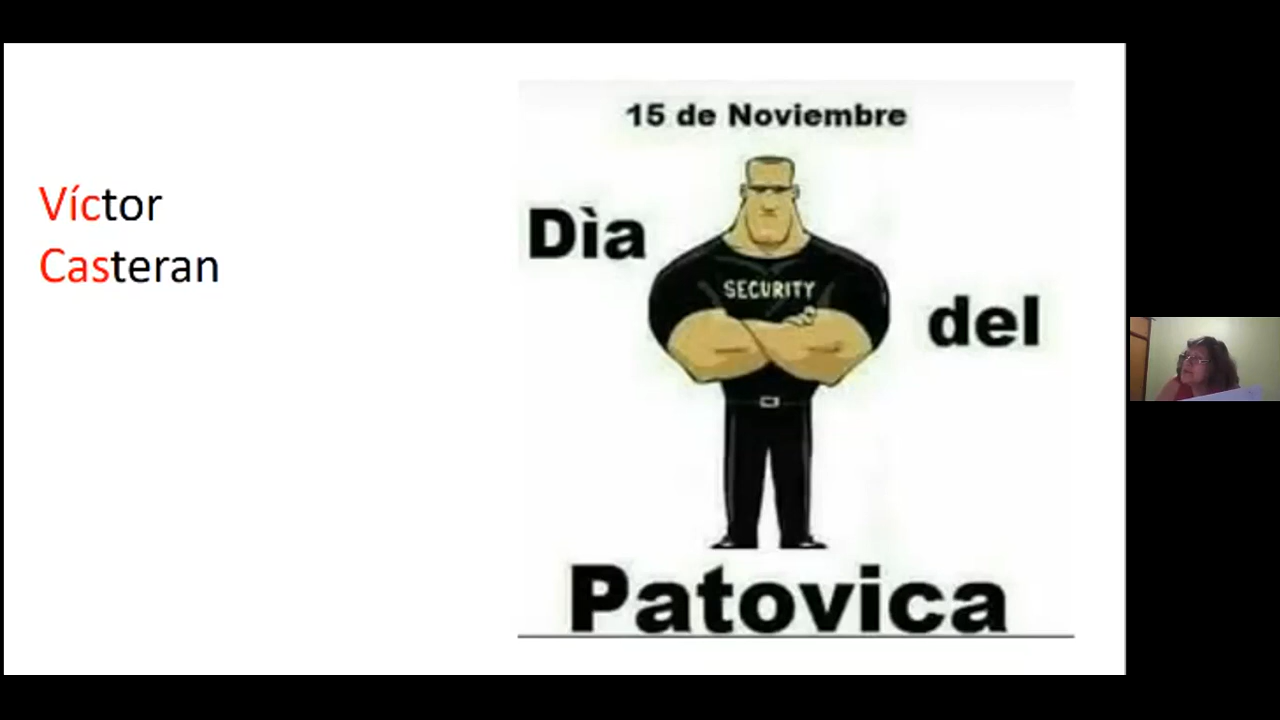 Víctor
Casteran
15 de Noviembre
Dìa
SECURITY
del
Patovica